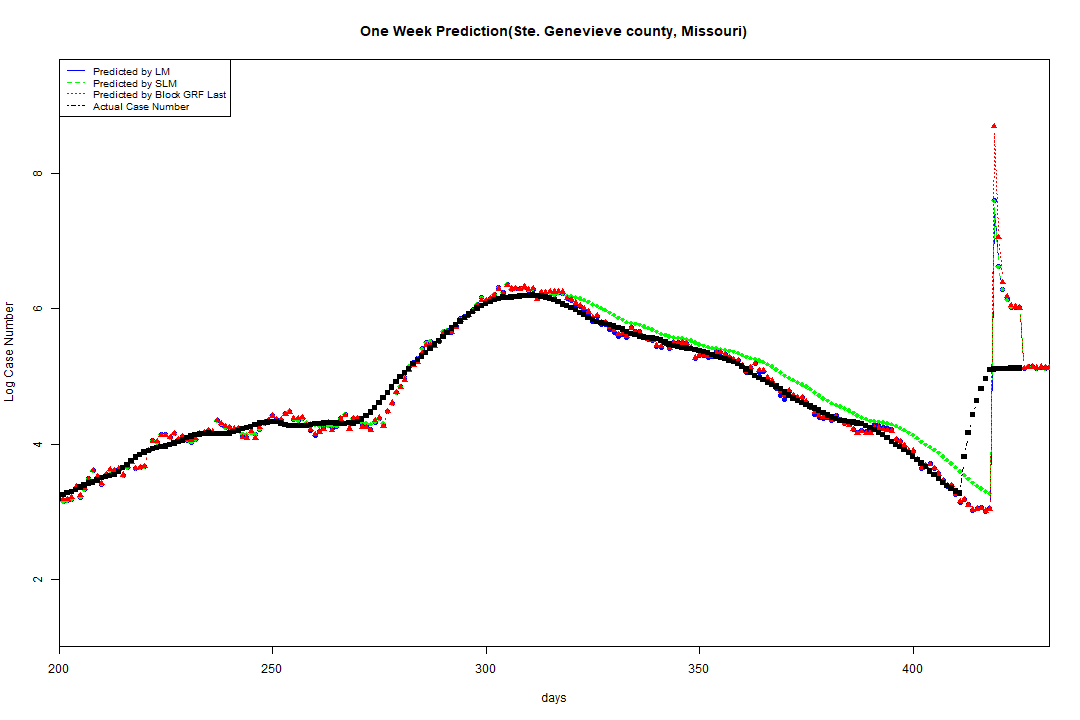 One Week Prediction(Ste. Genevieve county, Missouri)
Predicted by LM
Predicted by SLM
Predicted by Block GRF Last
Actual Case Number
Log Case Number
8
6
4
2
200 250 300 350 400
days